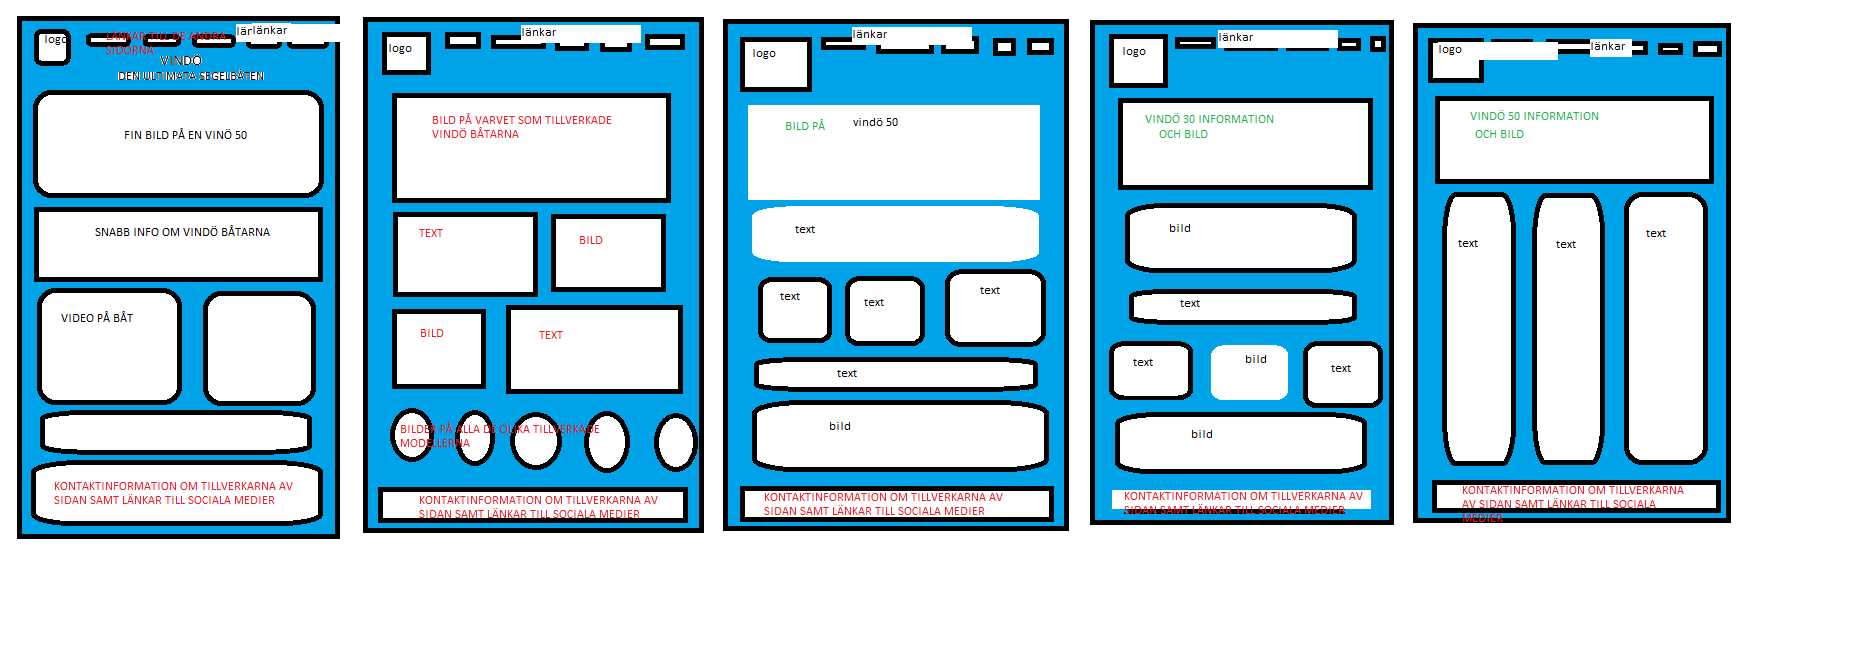 logo
LÄNKAR TILL DE ANDRA
SIDORNA
länkar
VINDÖ
DEN ULTIMATA SEGELBÅTEN
FIN BILD PÅ EN VINÖ 50
SNABB INFO OM VINDÖ BÅTARNA
VIDEO PÅ BÅT
KONTAKTINFORMATION OM TILLVERKARNA AV
SIDAN SAMT LÄNKAR TILL SOCIALA MEDIER
logo
länkar
BILD PÅ VARVET SOM TILLVERKADE
VINDÖ BÅTARNA
TEXT
BILD
BILD
TEXT
BILDER PÅ ALLA DE OLIKA TILLVERKADE
MODELLERNA
KONTAKTINFORMATION OM TILLVERKARNA AV
SIDAN SAMT LÄNKAR TILL SOCIALA MEDIER
logo
länkar
BILD PÅ vindö 50
text
text
text
text
text
bild
KONTAKTINFORMATION OM TILLVERKARNA AV
SIDAN SAMT LÄNKAR TILL SOCIALA MEDIER
logo
länkar
VINDÖ 30 INFORMATION
OCH BILD
bild
text
text
bild
text
bild
KONTAKTINFORMATION OM TILLVERKARNA AV
SIDAN SAMT LÄNKAR TILL SOCIALA MEDIER
logo
länkar
VINDÖ 50 INFORMATION
OCH BILD
text
text
text
KONTAKTINFORMATION OM TILLVERKARNA
AV SIDAN SAMT LÄNKAR TILL SOCIALA
MEDIER